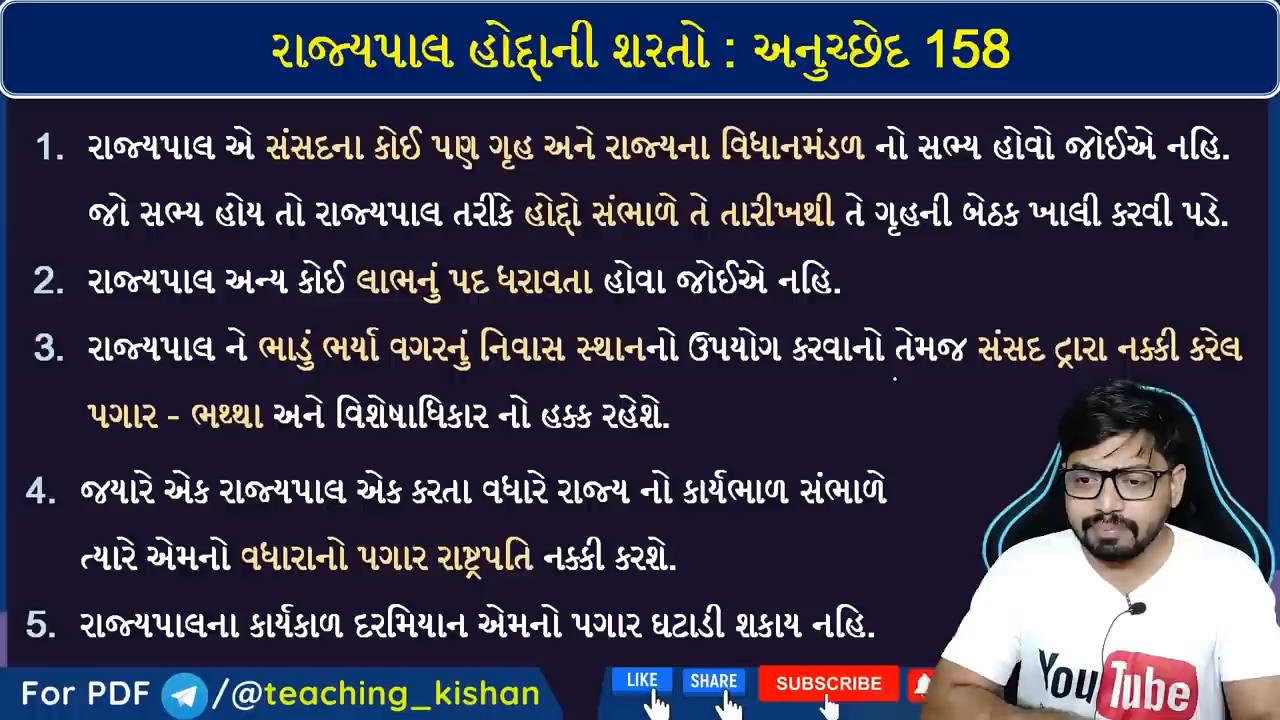 રાજ્યપાલ હોદ્દાની શરતો : અનુચ્છેદ 158
1. રાજ્યપાલ એ સંસદના કોઈ પણ ગૃહ અને રાજ્યના વિધાનમંડળ નો સભ્ય હોવો જોઈએ નહિ.
જો સભ્ય હોય તો રાજ્યપાલ તરીકે હોદ્દો સંભાળે તે તારીખથી તે ગૃહની બેઠક ખાલી કરવી પડે.
2. રાજ્યપાલ અન્ય કોઈ લાભનું પદ ધરાવતા હોવા જોઈએ નહિ.
3. રાજ્યપાલ ને ભાડું ભર્યા વગરનું નિવાસ સ્થાનનો ઉપયોગ કરવાનો તેમજ સંસદ દ્રારા નક્કી કરેલ
પગાર - ભથ્થા અને વિશેષાધિકાર નો હક્ક રહેશે.
4. જયારે એક રાજ્યપાલ એક કરતા વધારે રાજ્ય નો કાર્યભાળ સંભાળે
ત્યારે એમનો વધારાનો પગાર રાષ્ટ્રપતિ નક્કી કરશે.
5. રાજ્યપાલના કાર્યકાળ દરમિયાન એમનો પગાર ઘટાડી શકાય નહિ.
For PDF /@teaching_kishan
LIKE SHARE SUBSCRIBE
You Tube